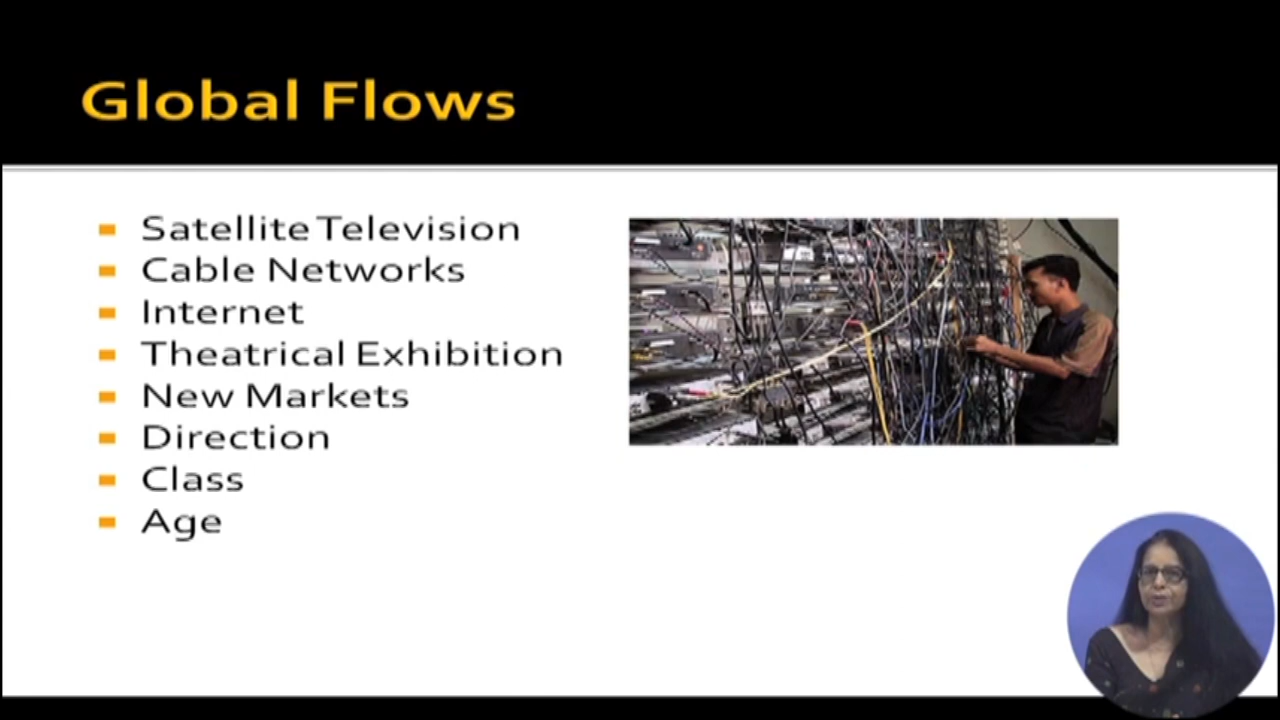 Global Flows
Satellite Television
Cable Networks
Internet
Theatrical Exhibition
New Markets
Direction
Class
Age